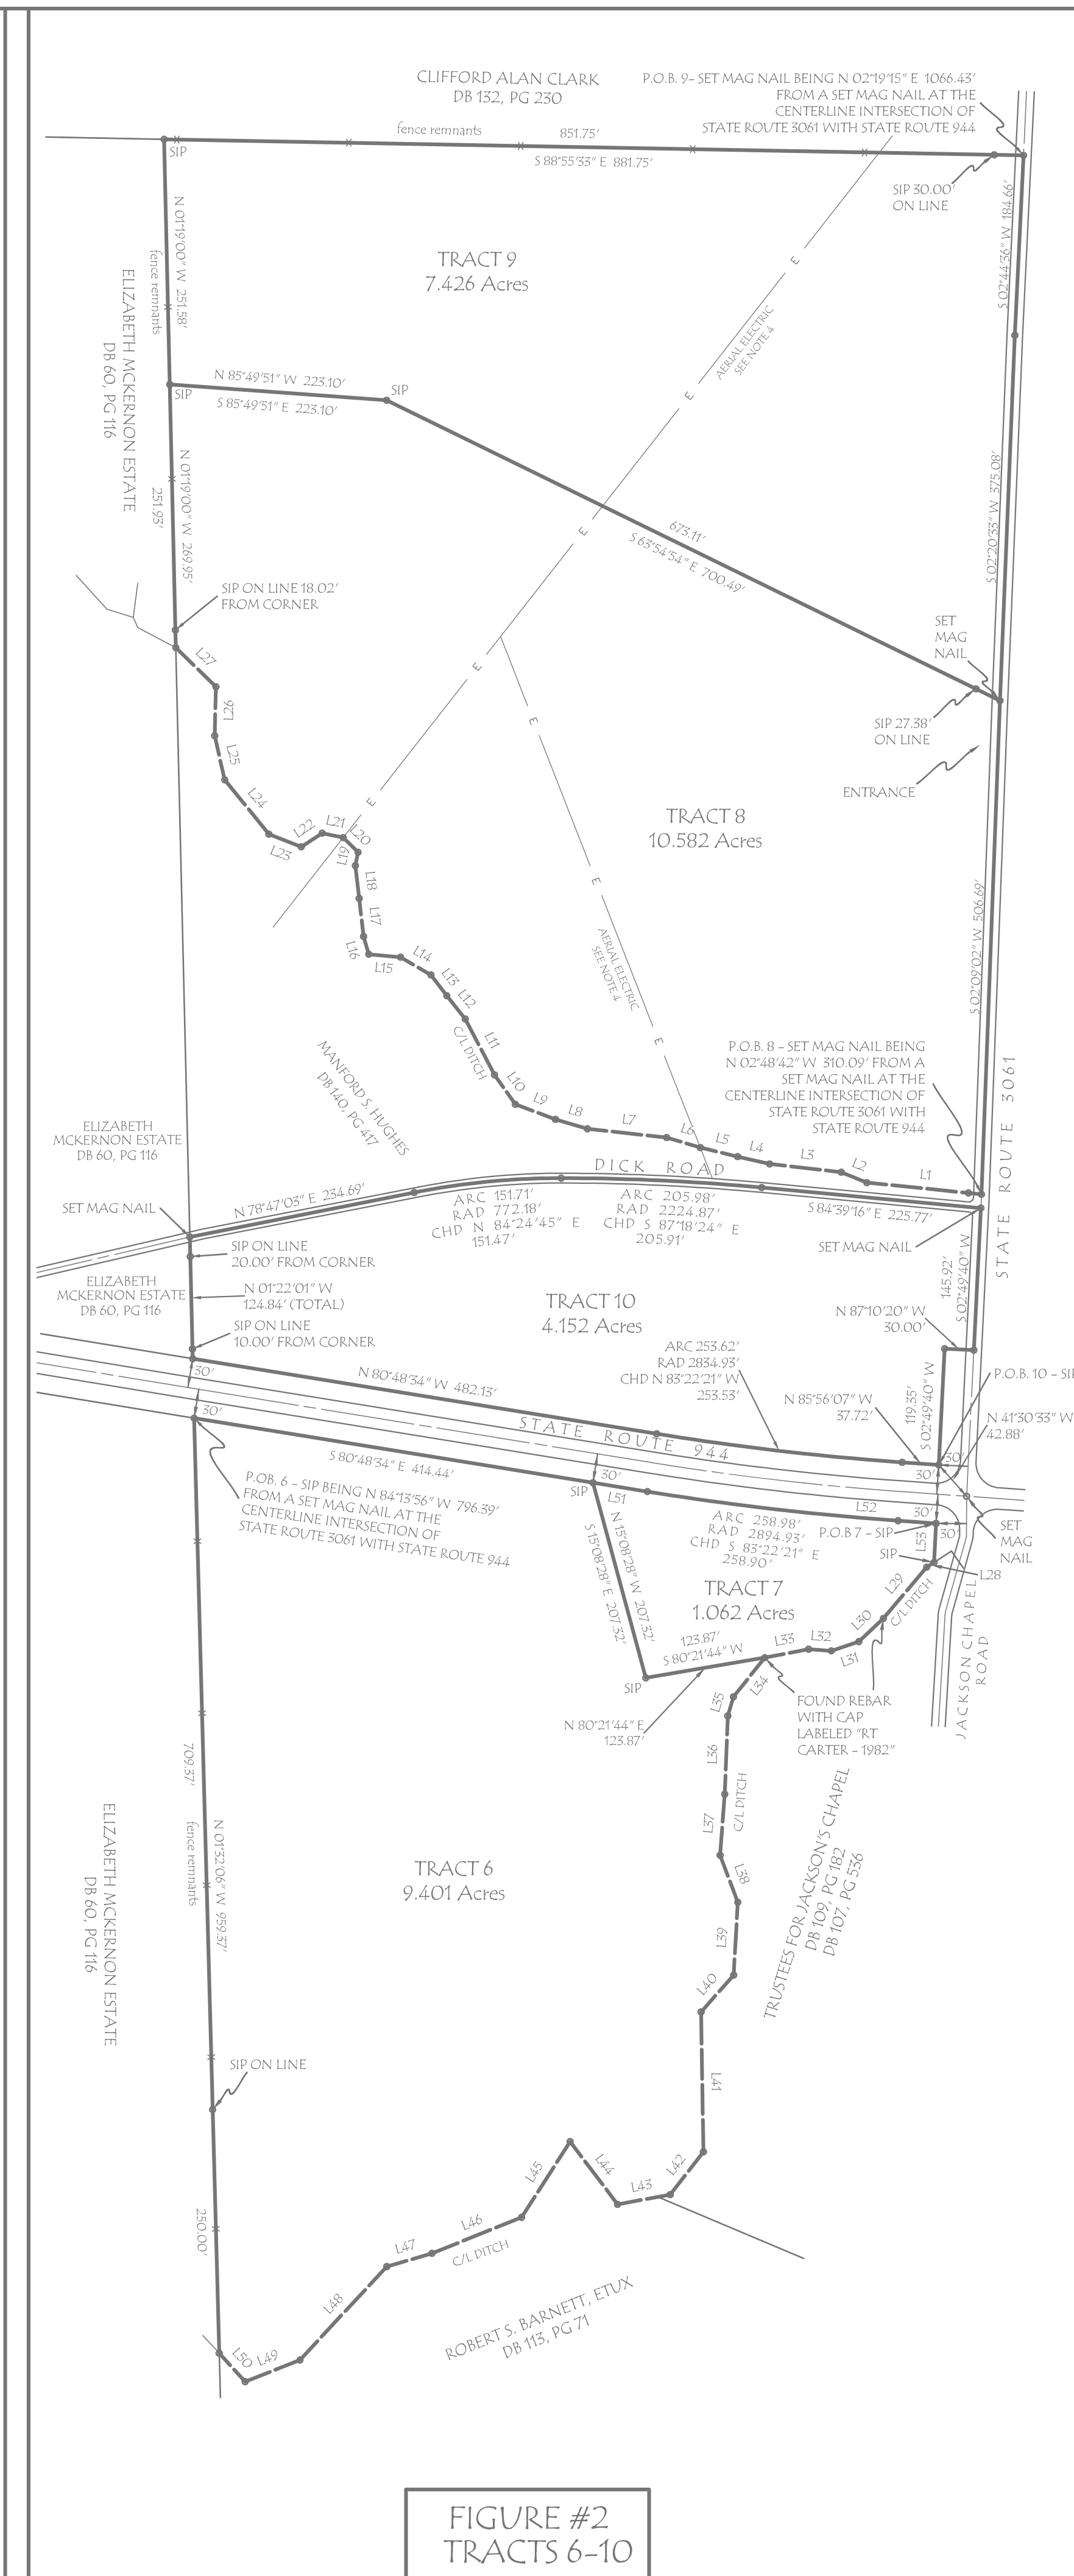 CLIFFORD ALAN CLARK
DB 132, PG 230
P.O.B. 9- SET MAG NAIL BEING N 02°19'15" E 1066.43'
FROM A SET MAG NAIL AT THE
CENTERLINE INTERSECTION OF
STATE ROUTE 3061 WITH STATE ROUTE 944
fence remnants
851.75'
S 88°55'33" E 881.75'
SIP
SIP 30.00'
ON LINE
N 01°19'00" W 251.58'
fence remnants
S 02°44'36" W 184.66'
TRACT 9
7.426 Acres
E
AERIAL ELECTRIC
SEE NOTE 4
E
ELIZABETH MCKERNON ESTATE
DB 60, PG 116
N 85°49'51" W 223.10'
S 85°49'51" E 223.10'
SIP
SIP
N 01°19'00" W 269.95'
251.93'
E
673.11'
S 63°54'54" E 700.49'
S 02°20'33" W 375.08'
SIP ON LINE 18.02'
FROM CORNER
SET
MAG
NAIL
E
E
SIP 27.38'
ON LINE
ENTRANCE
L27
L26
L25
L24
L23
L22
L21
L20
L19
L18
L17
L16
L15
L14
L13
L12
L11
L10
L9
L8
L7
L6
L5
L4
L3
L2
L1
E
TRACT 8
10.582 Acres
E
AERIAL ELECTRIC
SEE NOTE 4
E
S 02°09'02" W 506.69'
C/L DITCH
MANFORD S. HUGHES
DB 140, PG 417
P.O.B. 8 - SET MAG NAIL BEING
N 02°48'42" W 310.09' FROM A
SET MAG NAIL AT THE
CENTERLINE INTERSECTION OF
STATE ROUTE 3061 WITH
STATE ROUTE 944
STATE ROUTE 3061
ELIZABETH
MCKERNON ESTATE
DB 60, PG 116
DICK ROAD
SET MAG NAIL
N 78°47'03" E 234.69'
ARC 151.71'
RAD 772.18'
CHD N 84°24'45" E
151.47'
ARC 205.98'
RAD 2224.87'
CHD S 87°18'24" E
205.91'
S 84°39'16" E 225.77'
SET MAG NAIL
SIP ON LINE
20.00' FROM CORNER
ELIZABETH
MCKERNON ESTATE
DB 60, PG 116
N 01°22'01" W
124.84' (TOTAL)
SIP ON LINE
10.00' FROM CORNER
TRACT 10
4.152 Acres
145.92'
S 02°49'40" W
N 87°10'20" W
30.00'
ARC 253.62'
RAD 2834.93'
CHD N 83°22'21" W
253.53'
N 85°56'07" W
37.72'
119.35'
S 02°49'40" W
P.O.B. 10 - SIP
N 41°30'33" W
42.88'
30'
N 80°48'34" W 482.13'
STATE ROUTE 944
30'
30'
30'
S 80°48'34" E 414.44'
30'
P.O.B. 6 - SIP BEING N 84°13'56" W 796.39'
FROM A SET MAG NAIL AT THE
CENTERLINE INTERSECTION OF
STATE ROUTE 3061 WITH STATE ROUTE 944
SIP
L51
L52
ARC 258.98'
RAD 2894.93'
CHD S 83°22'21" E
258.90'
30'
30'
P.O.B 7 - SIP
L53
SIP
SET
MAG
NAIL
L28
N 15°08'28" W 207.32'
S 15°08'28" E 207.32'
TRACT 7
1.062 Acres
123.87'
S 80°21'44" W
L29
C/L DITCH
L30
L31
L32
L33
L34
SIP
N 80°21'44" E
123.87'
FOUND REBAR
WITH CAP
LABELED "RT
CARTER - 1982"
JACKSON CHAPEL
ROAD
L35
L36
C/L DITCH
L37
L38
L39
L40
L41
L42
L43
L44
L45
L46
C/L DITCH
L47
L48
L49
L50
709.37'
fence remnants
N 01°32'06" W 959.37'
ELIZABETH MCKERNON ESTATE
DB 60, PG 116
TRACT 6
9.401 Acres
TRUSTEES FOR JACKSON'S CHAPEL
DB 109, PG 182
DB 107, PG 536
SIP ON LINE
250.00'
ROBERT S. BARNETT, ETUX
DB 113, PG 71
FIGURE #2
TRACTS 6-10